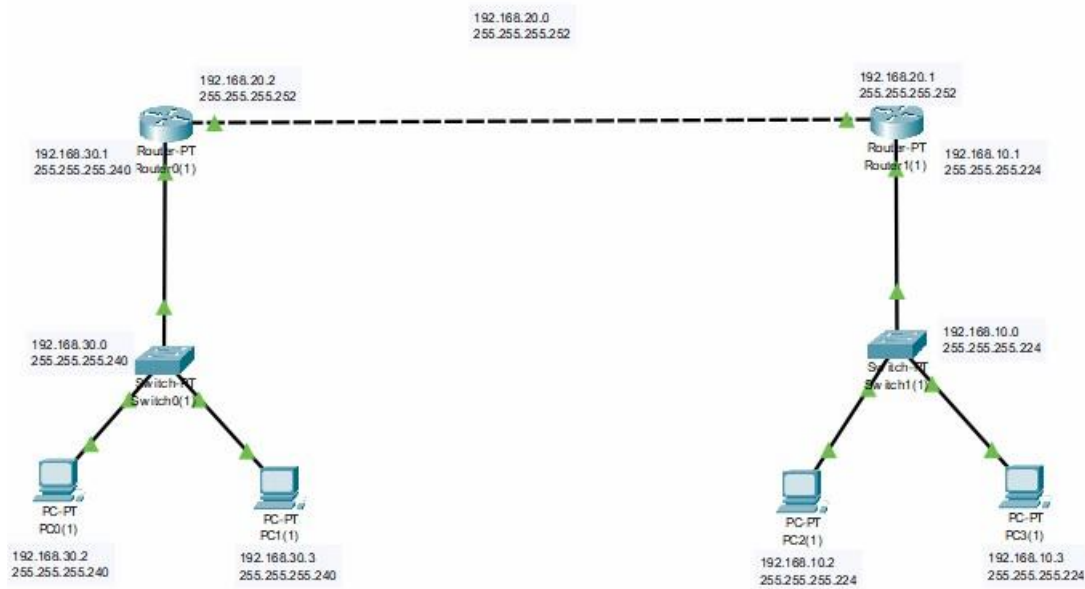 192.168.20.0
255.255.255.252
192.168.20.2
255.255.255.252
192.168.20.1
255.255.255.252
Router-PT
Router0(1)
192.168.30.1
255.255.255.240
Router-PT
Router1(1)
192.168.10.1
255.255.255.224
192.168.30.0
255.255.255.240
Switch-PT
Switch0(1)
192.168.10.0
255.255.255.224
Switch-PT
Switch1(1)
PC-PT
PC0(1)
192.168.30.2
255.255.255.240
PC-PT
PC1(1)
192.168.30.3
255.255.255.240
PC-PT
PC2(1)
192.168.10.2
255.255.255.224
PC-PT
PC3(1)
192.168.10.3
255.255.255.224